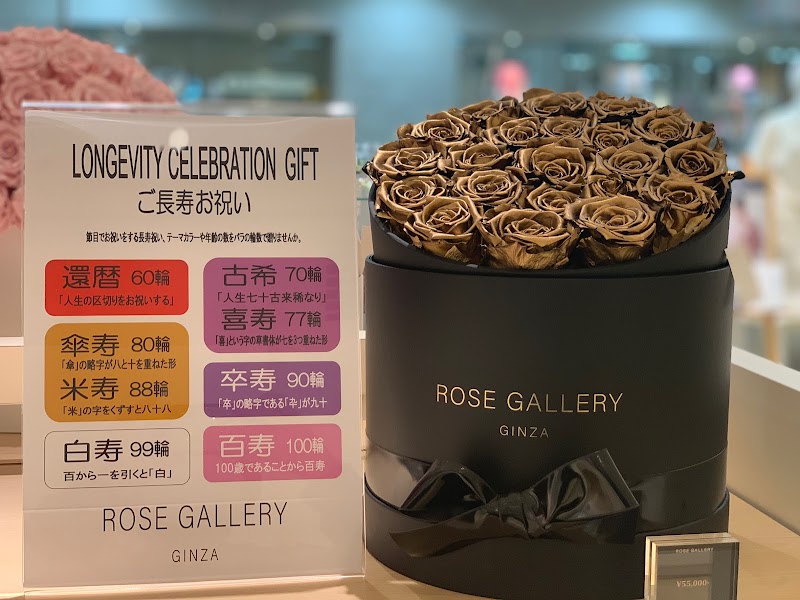 LONGEVITY CELEBRATION GIFT
ご長寿お祝い
節目でお祝いをする長寿祝い、テーマカラーや年齢の数をバラの輪数で贈りませんか。
還暦 60輪
「人生の区切りをお祝いする」
傘寿 80輪
「傘」の略字が八と十を重ねた形
米寿 88輪
「米」の字をくずすと八十八
白寿 99輪
百から一を引くと「白」
古希 70輪
「人生七十古来稀なり」
喜寿 77輪
「喜」という字の草書体が七を3つ重ねた形
卒寿 90輪
「卒」の略字である「卆」が九十
百寿 100輪
100歳であることから百寿
ROSE GALLERY
GINZA
ROSE GALLERY
GINZA
ROSE GALLERY
¥55,000-